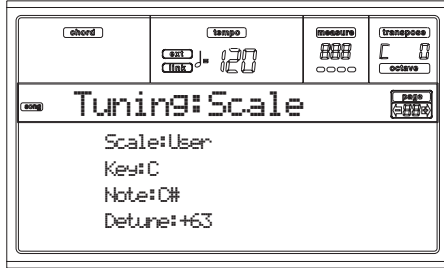 chord tempo measure transpose
ext link ♩= 120 888 C 0
octave
song Tuning:Scale page
-88+
Scale:User
Key:C
Note:C#
Detune:+63